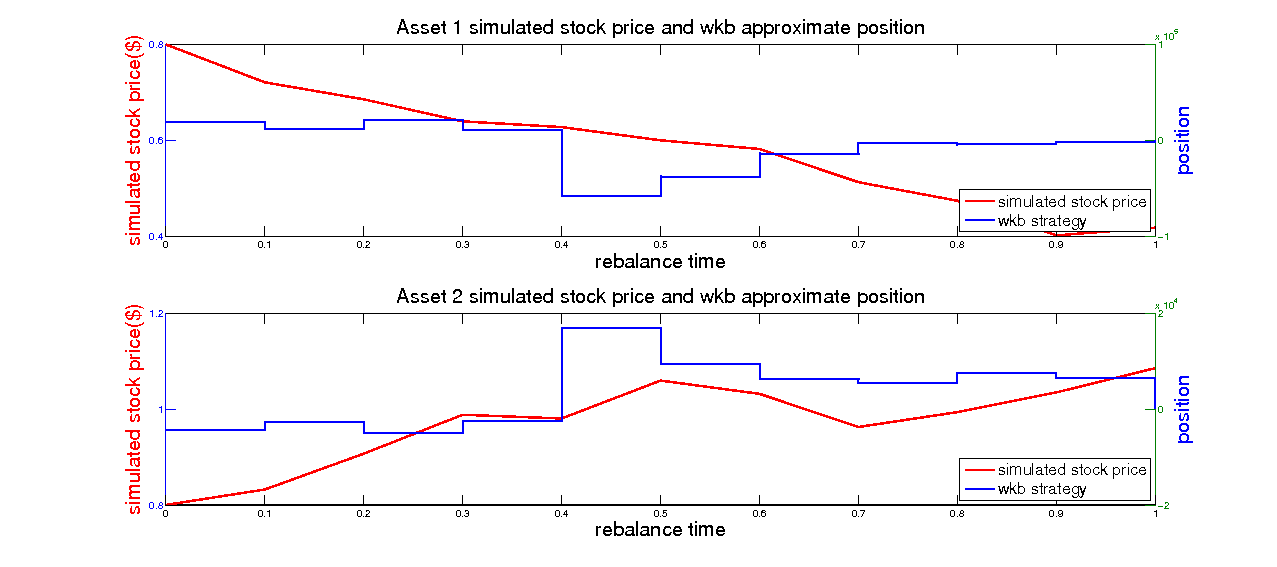 Asset 1 simulated stock price and wkb approximate position
x 10^5
simulated stock price($)
0.8
0.6
0.4
1
0
-1
position
simulated stock price
wkb strategy
0 0.1 0.2 0.3 0.4 0.5 0.6 0.7 0.8 0.9 1
rebalance time
Asset 2 simulated stock price and wkb approximate position
x 10^4
simulated stock price($)
1.2
1
0.8
2
0
-2
position
simulated stock price
wkb strategy
0 0.1 0.2 0.3 0.4 0.5 0.6 0.7 0.8 0.9 1
rebalance time